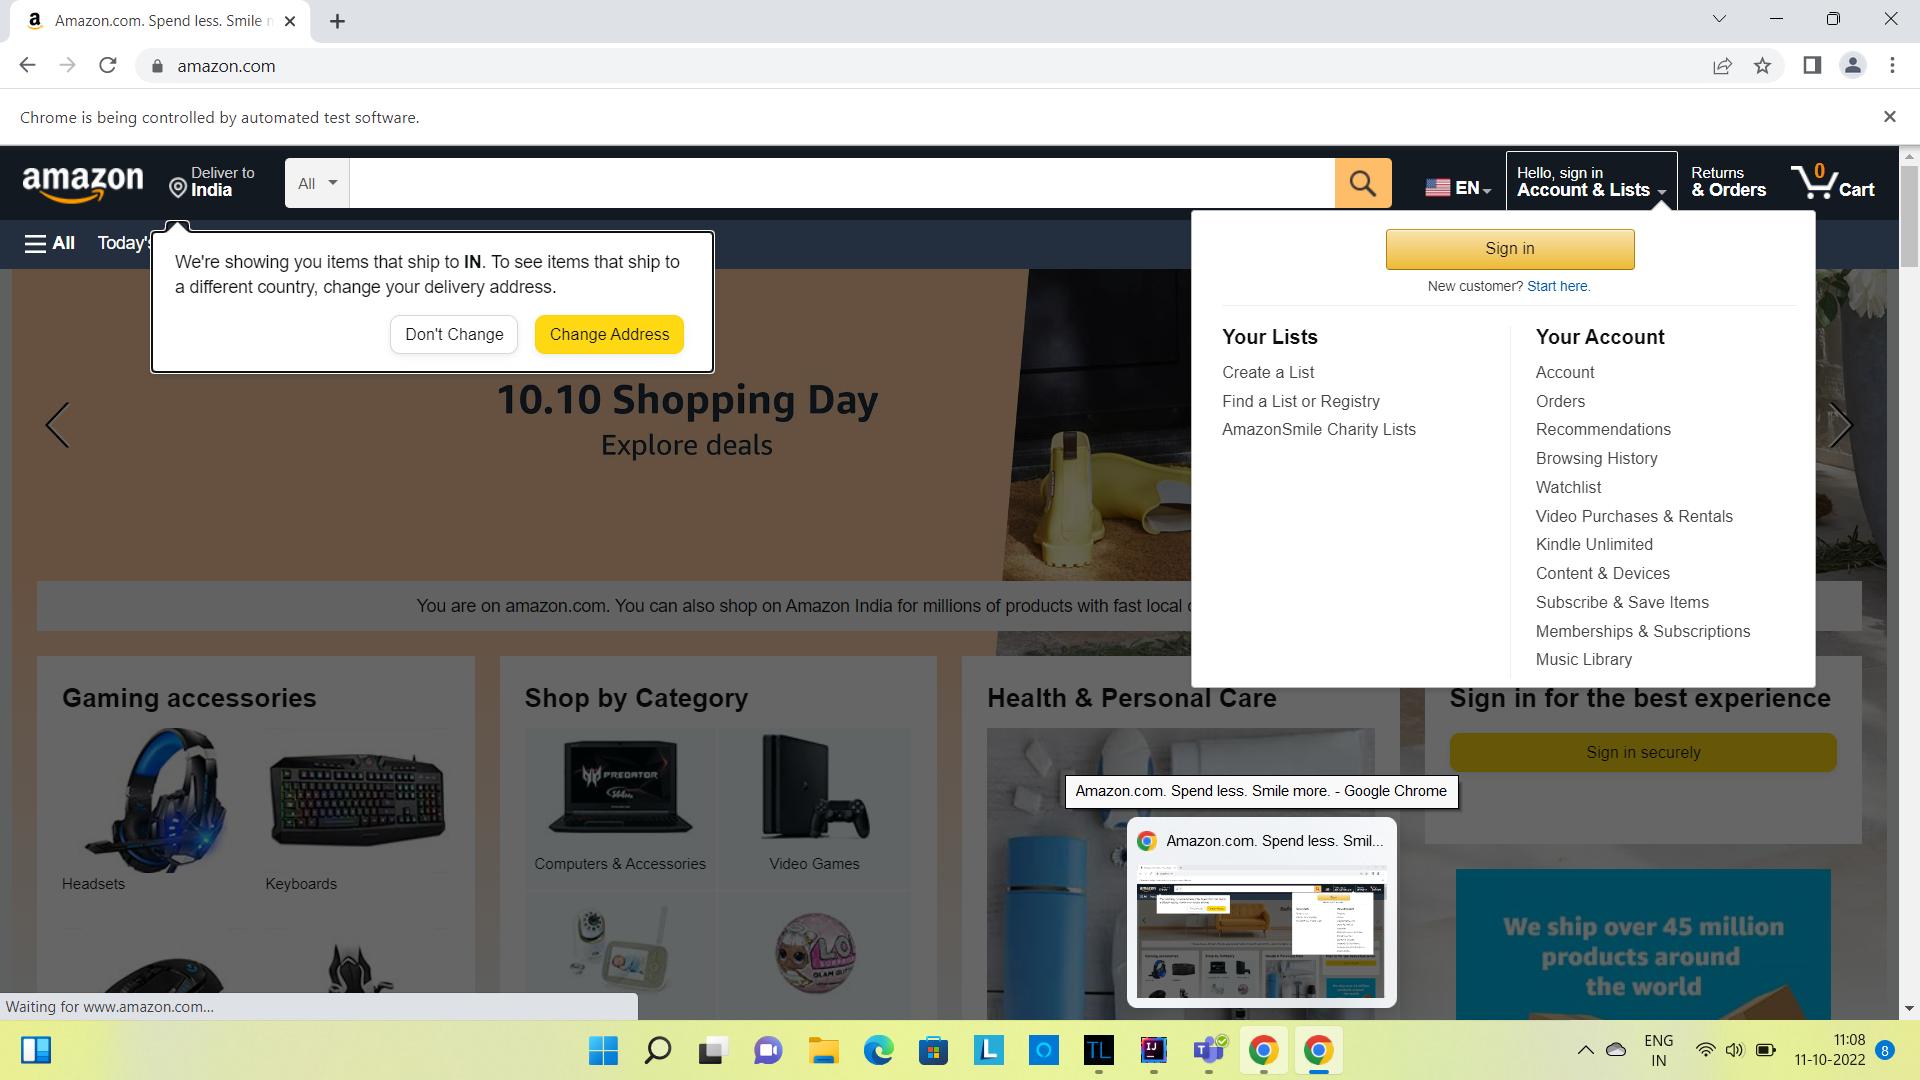 Amazon.com. Spend less. Smile
amazon.com
Chrome is being controlled by automated test software.
amazon
Deliver to
India
All
EN
Hello, sign in
Account & Lists
Returns
& Orders
0
Cart
All
Today's
We're showing you items that ship to IN. To see items that ship to
a different country, change your delivery address.
Don't Change
Change Address
Sign in
New customer? Start here.
Your Lists
Create a List
Find a List or Registry
AmazonSmile Charity Lists
Your Account
Account
Orders
Recommendations
Browsing History
Watchlist
Video Purchases & Rentals
Kindle Unlimited
Content & Devices
Subscribe & Save Items
Memberships & Subscriptions
Music Library
10.10 Shopping Day
Explore deals
You are on amazon.com. You can also shop on Amazon India for millions of products with fast local
Gaming accessories
Headsets
Keyboards
Shop by Category
PREDATOR
Computers & Accessories
Video Games
L.O.L.
SURPRISE
GLAM GLITTER
Health & Personal Care
Sign in for the best experience
Sign in securely
We ship over 45 million
products around
the world
Amazon.com. Spend less. Smile more. - Google Chrome
Amazon.com. Spend less. Smil...
Waiting for www.amazon.com...
L
TL
IJ
T
ENG
IN
11:08
11-10-2022
8